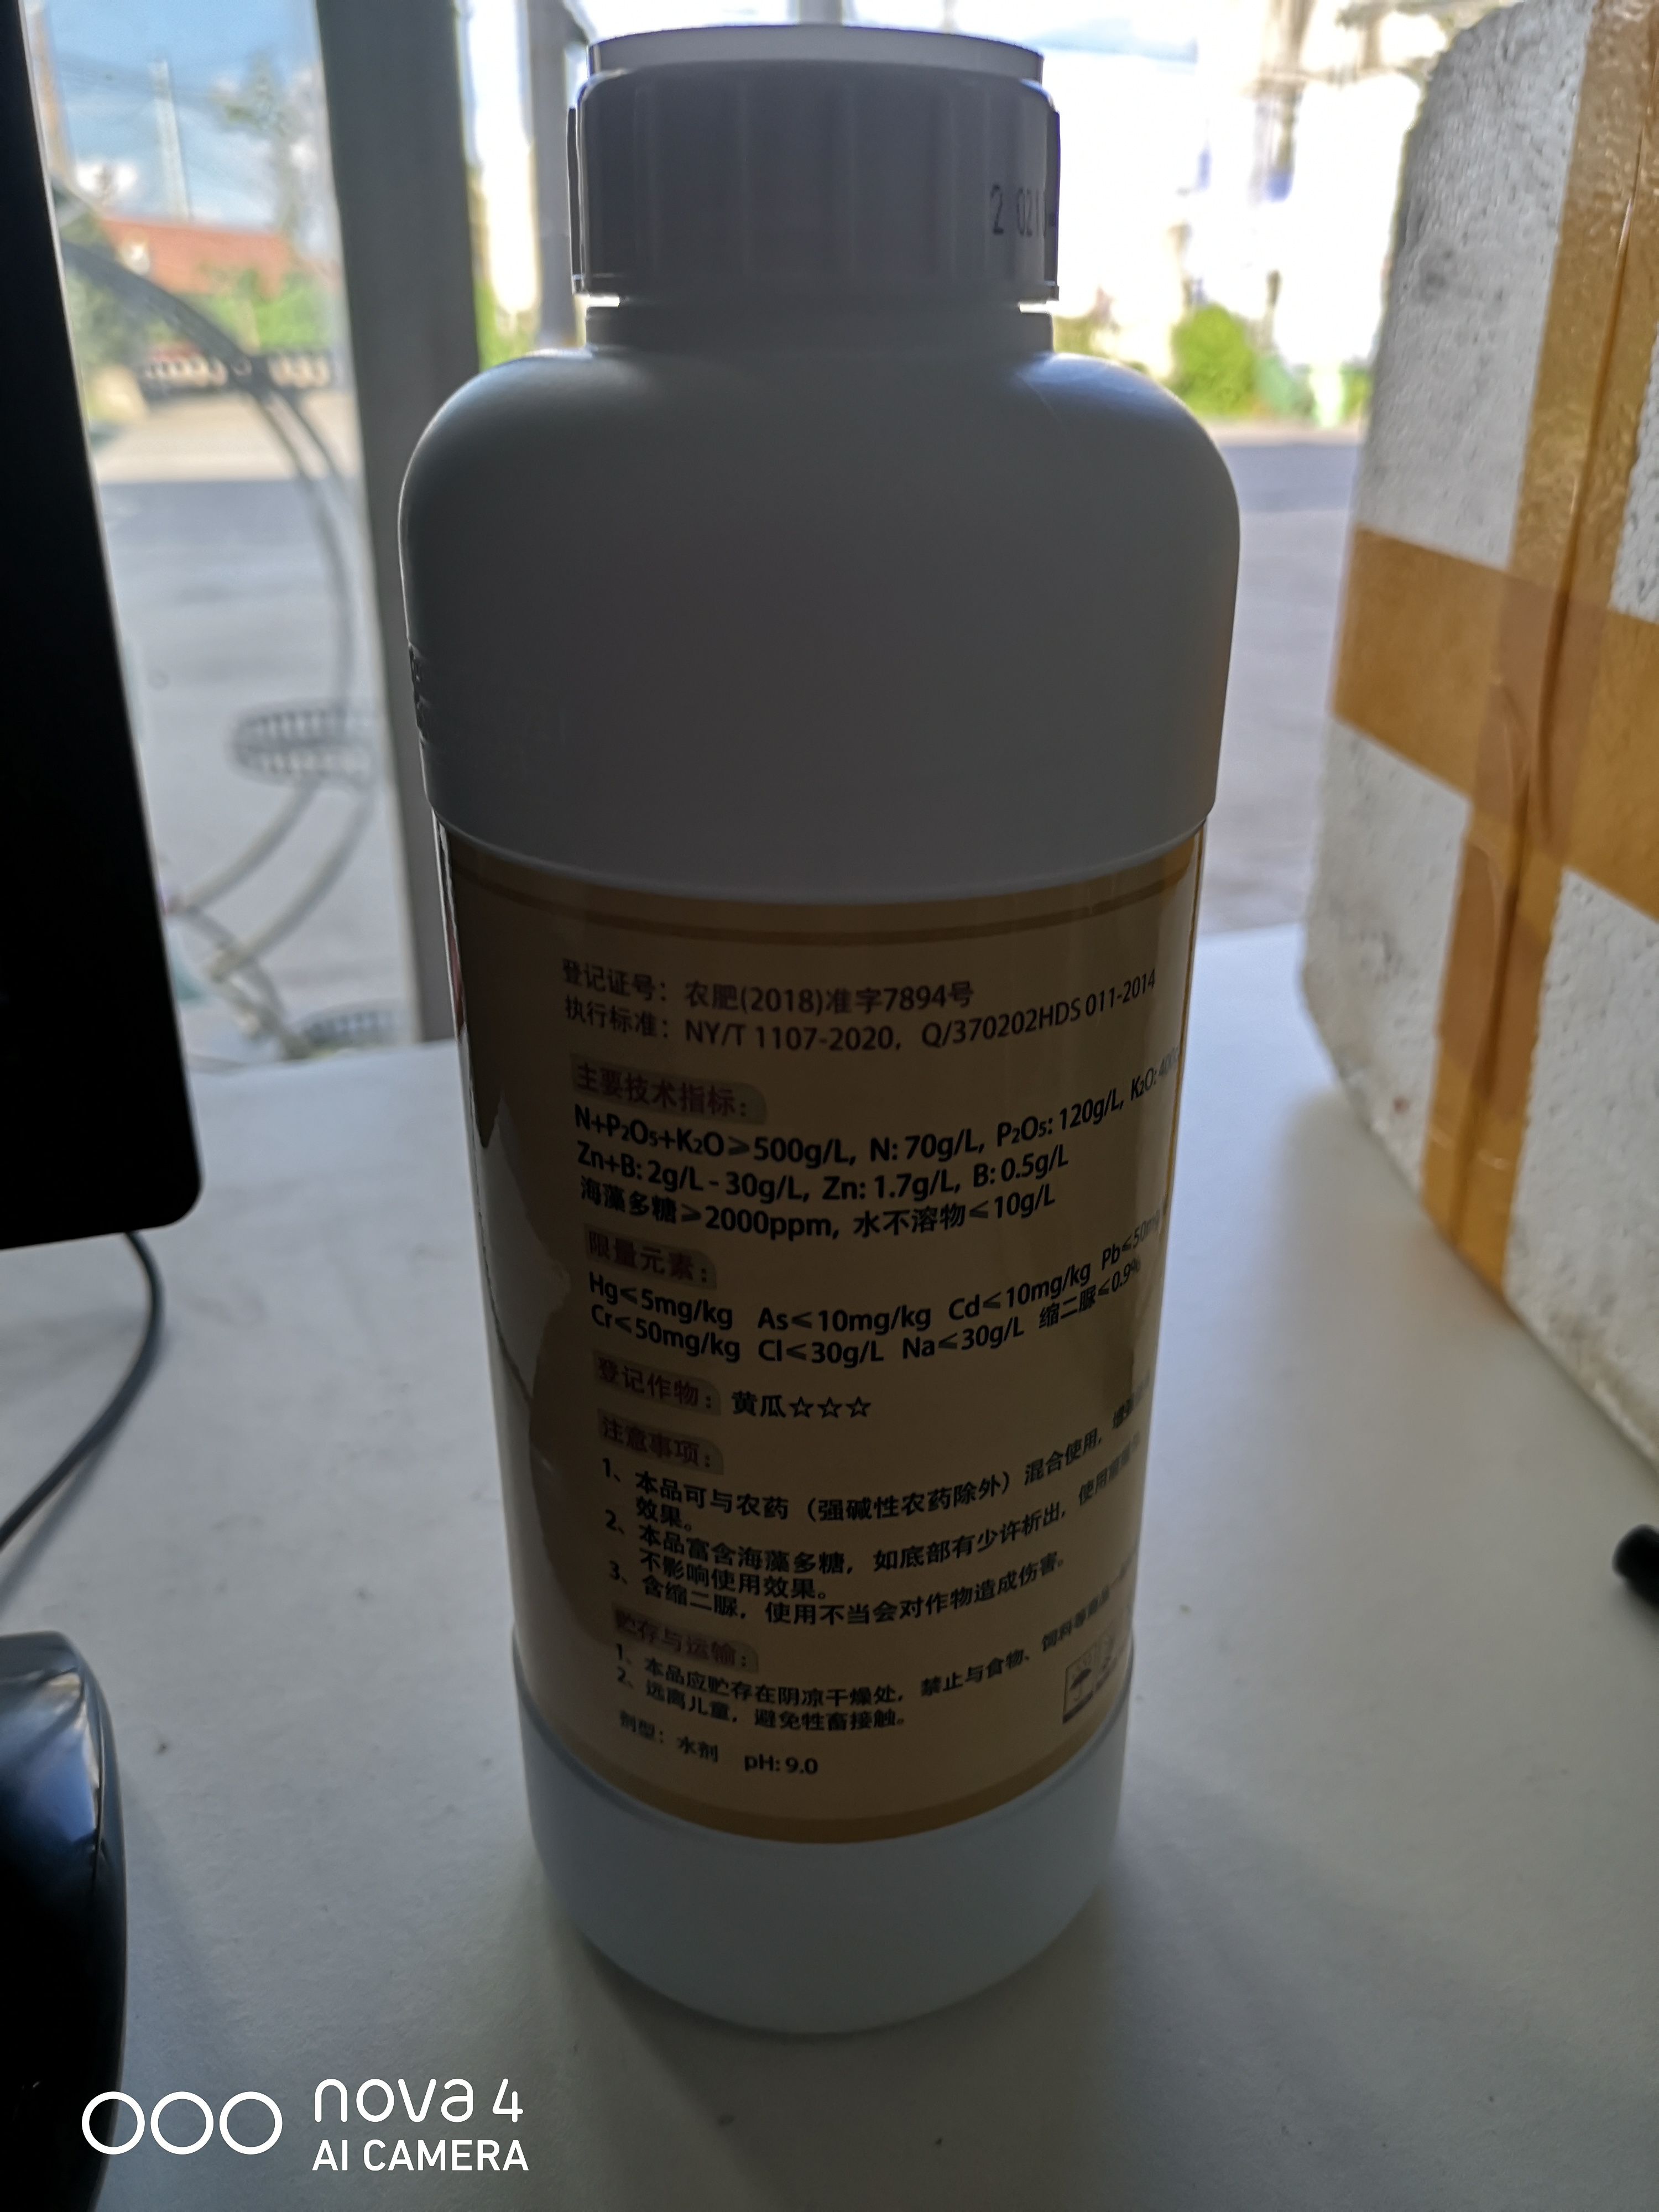 2021
登记证号：农肥(2018)准字7894号
执行标准：NY/T 1107-2020，Q/370202HDS 011-2014
主要技术指标：
N+P₂O₅+K₂O≥500g/L, N: 70g/L, P₂O₅: 120g/L, K₂O:
Zn+B: 2g/L - 30g/L, Zn: 1.7g/L, B: 0.5g/L
海藻多糖≥2000ppm, 水不溶物≤10g/L
限量元素：
Hg≤5mg/kg As≤10mg/kg Cd≤10mg/kg Pb≤50mg
Cr≤50mg/kg Cl≤30g/L Na≤30g/L 缩二脲≤0.9%
登记作物：黄瓜☆☆☆
注意事项：
1、本品可与农药（强碱性农药除外）混合使用，
效果。
2、本品富含海藻多糖，如底部有少许析出，使用
不影响使用效果。
3、含缩二脲，使用不当会对作物造成伤害。
贮存与运输：
1、本品应贮存在阴凉干燥处，禁止与食物、饲料等
2、远离儿童，避免牲畜接触。
剂型：水剂 pH: 9.0
nova 4
AI CAMERA